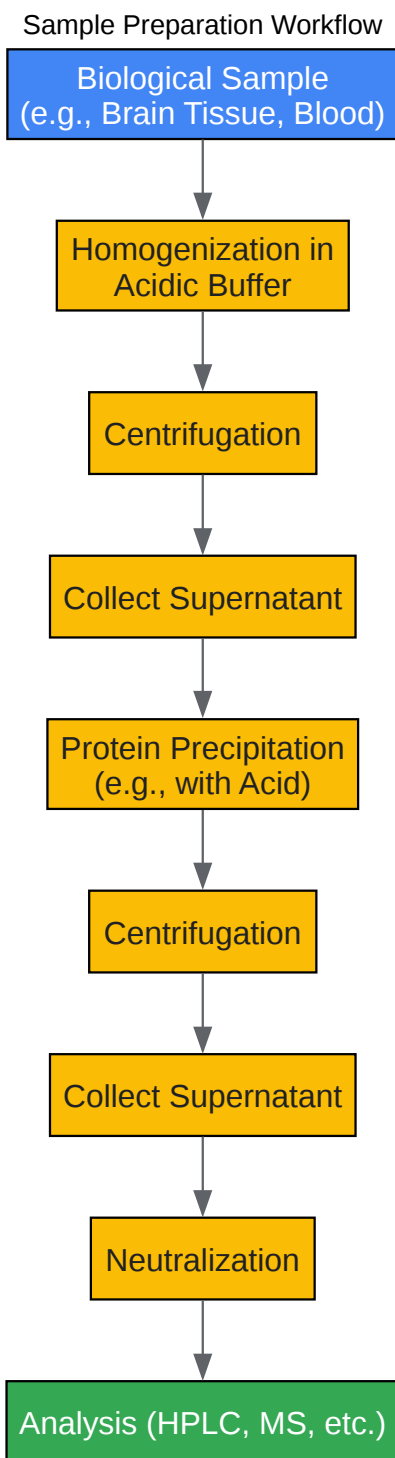 Sample Preparation Workflow
Biological Sample
(e.g., Brain Tissue, Blood)
Homogenization in
Acidic Buffer
Centrifugation
Collect Supernatant
Protein Precipitation
(e.g., with Acid)
Centrifugation
Collect Supernatant
Neutralization
Analysis (HPLC, MS, etc.)